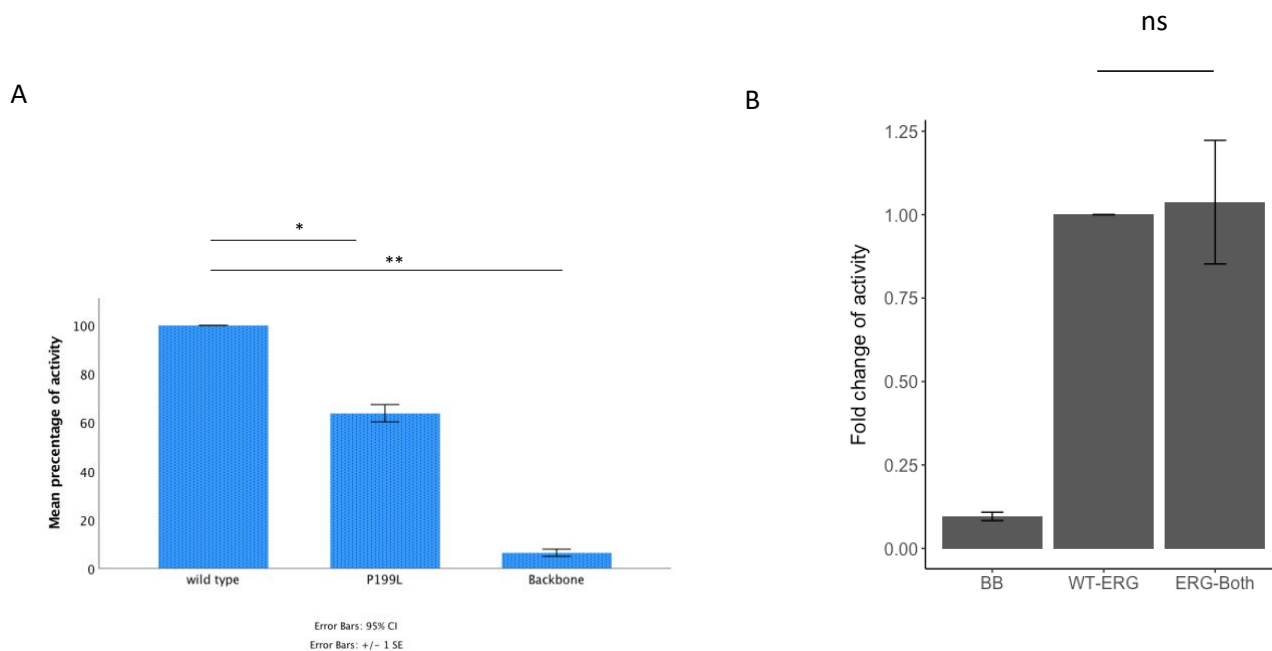 A
*
**
Mean precentage of activity
100
80
60
40
20
0
wild type P199L Backbone
Error Bars: 95% CI
Error Bars: +/- 1 SE
B
ns
Fold change of activity
1.25
1.00
0.75
0.50
0.25
0.00
BB WT-ERG ERG-Both